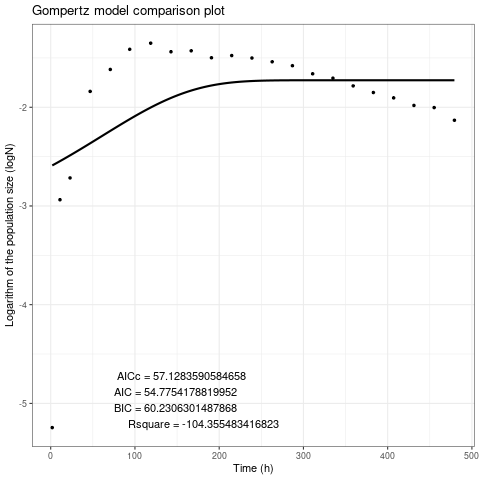 Gompertz model comparison plot
Logarithm of the population size (logN)
-2
-3
-4
-5
AICc = 57.1283590584658
AIC = 54.7754178819952
BIC = 60.2306301487868
Rsquare = -104.355483416823
0 100 200 300 400 500
Time (h)